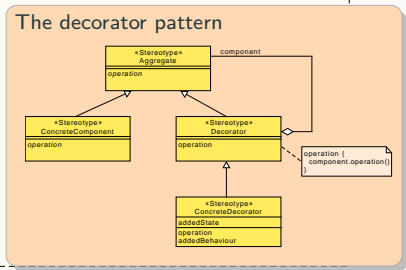 The decorator pattern
«Stereotype»
Aggregate
operation
component
«Stereotype»
ConcreteComponent
operation
«Stereotype»
Decorator
operation
operation {
component.operation()
}
«Stereotype»
ConcreteDecorator
addedState
operation
addedBehaviour